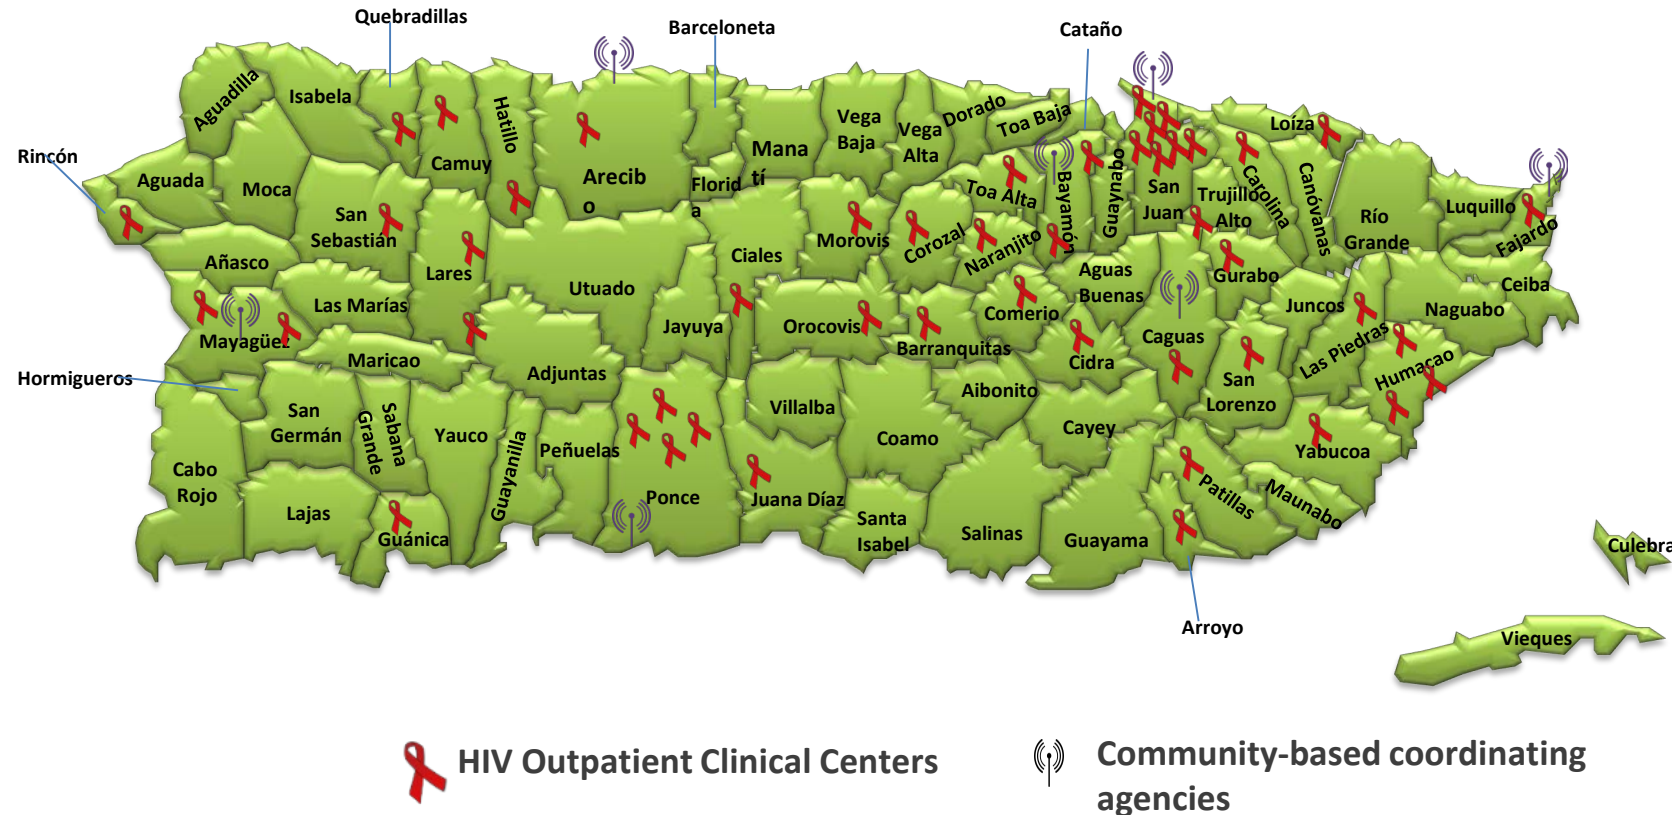 Quebradillas
Barceloneta
Cataño
Aguadilla
Isabela
Hatillo
Camuy
Arecib
o
Florid
a
Mana
tí
Vega
Baja
Vega
Alta
Dorado
Toa Baja
Toa Alta
Bayamón
Guaynabo
San
Juan
Trujillo
Alto
Carolina
Loíza
Canóvanas
Río
Grande
Luquillo
Fajardo
Ceiba
Rincón
Aguada
Moca
San
Sebastián
Lares
Utuado
Ciales
Morovis
Corozal
Naranjito
Aguas
Buenas
Gurabo
Juncos
Naguabo
Añasco
Las Marías
Mayagüez
Maricao
Adjuntas
Jayuya
Orocovis
Barranquitas
Comerio
Cidra
Caguas
San
Lorenzo
Las Piedras
Humacao
Hormigueros
San
Germán
Sabana
Grande
Yauco
Guayanilla
Peñuelas
Ponce
Villalba
Juana Díaz
Coamo
Aibonito
Cayey
Yabucoa
Cabo
Rojo
Lajas
Guánica
Santa
Isabel
Salinas
Guayama
Patillas
Maunabo
Arroyo
Culebra
Vieques
HIV Outpatient Clinical Centers
Community-based coordinating
agencies